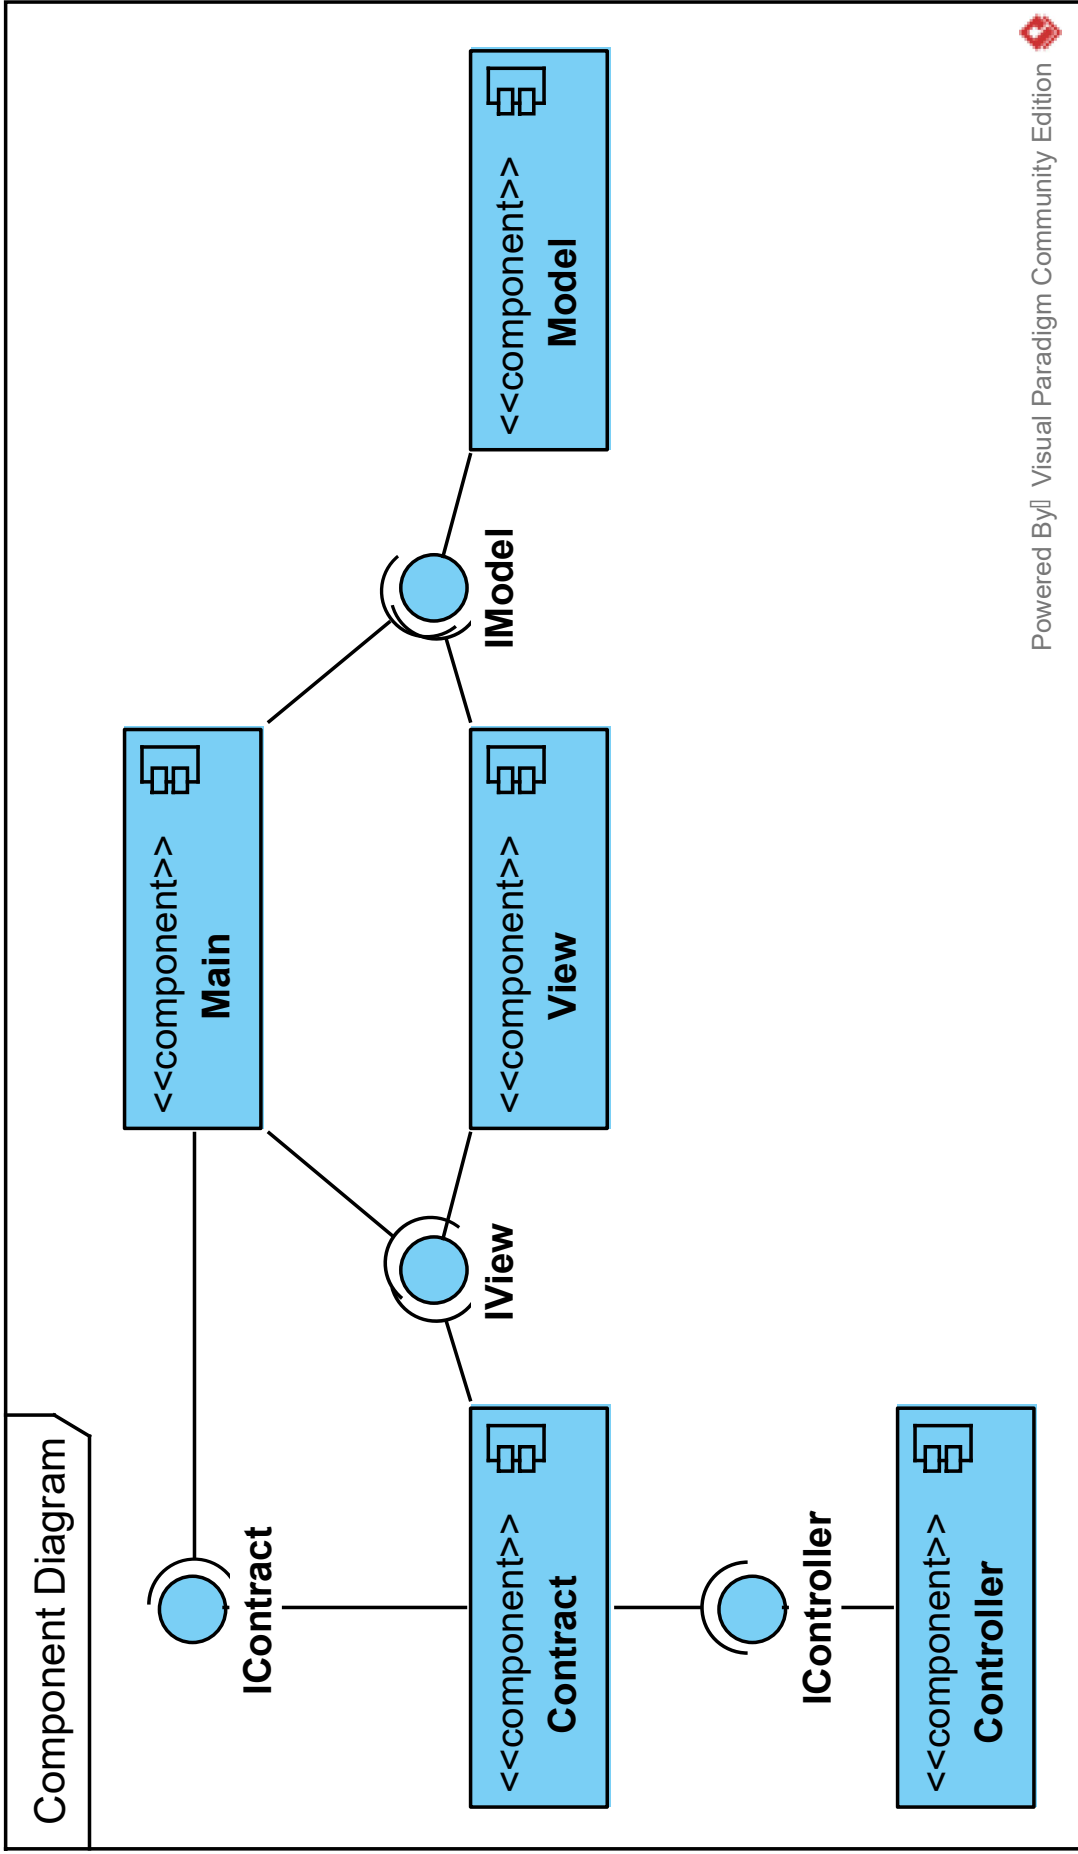 Component Diagram
IContract
<<component>>
Main
<<component>>
Contract
IView
<<component>>
View
IModel
<<component>>
Model
IController
<<component>>
Controller
Powered By Visual Paradigm Community Edition